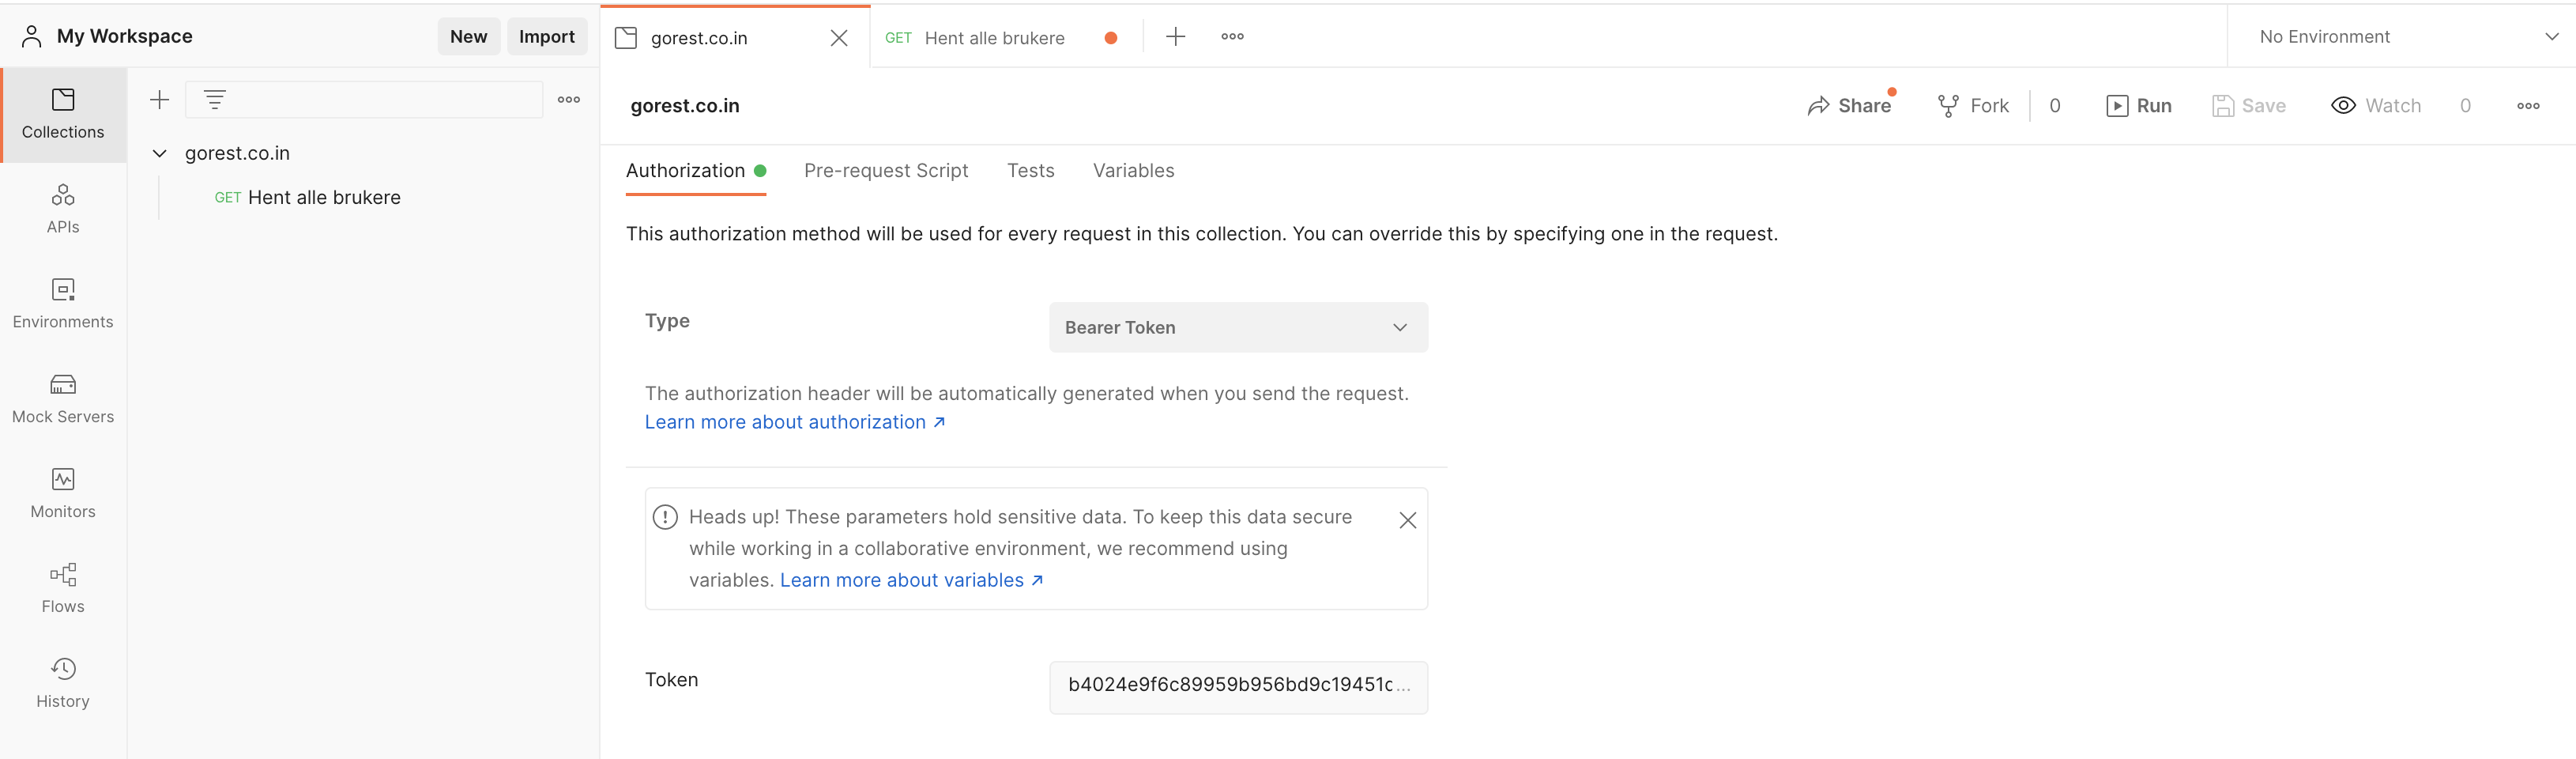 My Workspace
New
Import
gorest.co.in
GET Hent alle brukere
No Environment
Collections
APIs
Environments
Mock Servers
Monitors
Flows
History
gorest.co.in
GET Hent alle brukere
gorest.co.in
Share
Fork
0
Run
Save
Watch
0
Authorization
Pre-request Script
Tests
Variables
This authorization method will be used for every request in this collection. You can override this by specifying one in the request.
Type
Bearer Token
The authorization header will be automatically generated when you send the request.
Learn more about authorization ↗
Heads up! These parameters hold sensitive data. To keep this data secure
while working in a collaborative environment, we recommend using
variables. Learn more about variables ↗
Token
b4024e9f6c89959b956bd9c19451c...